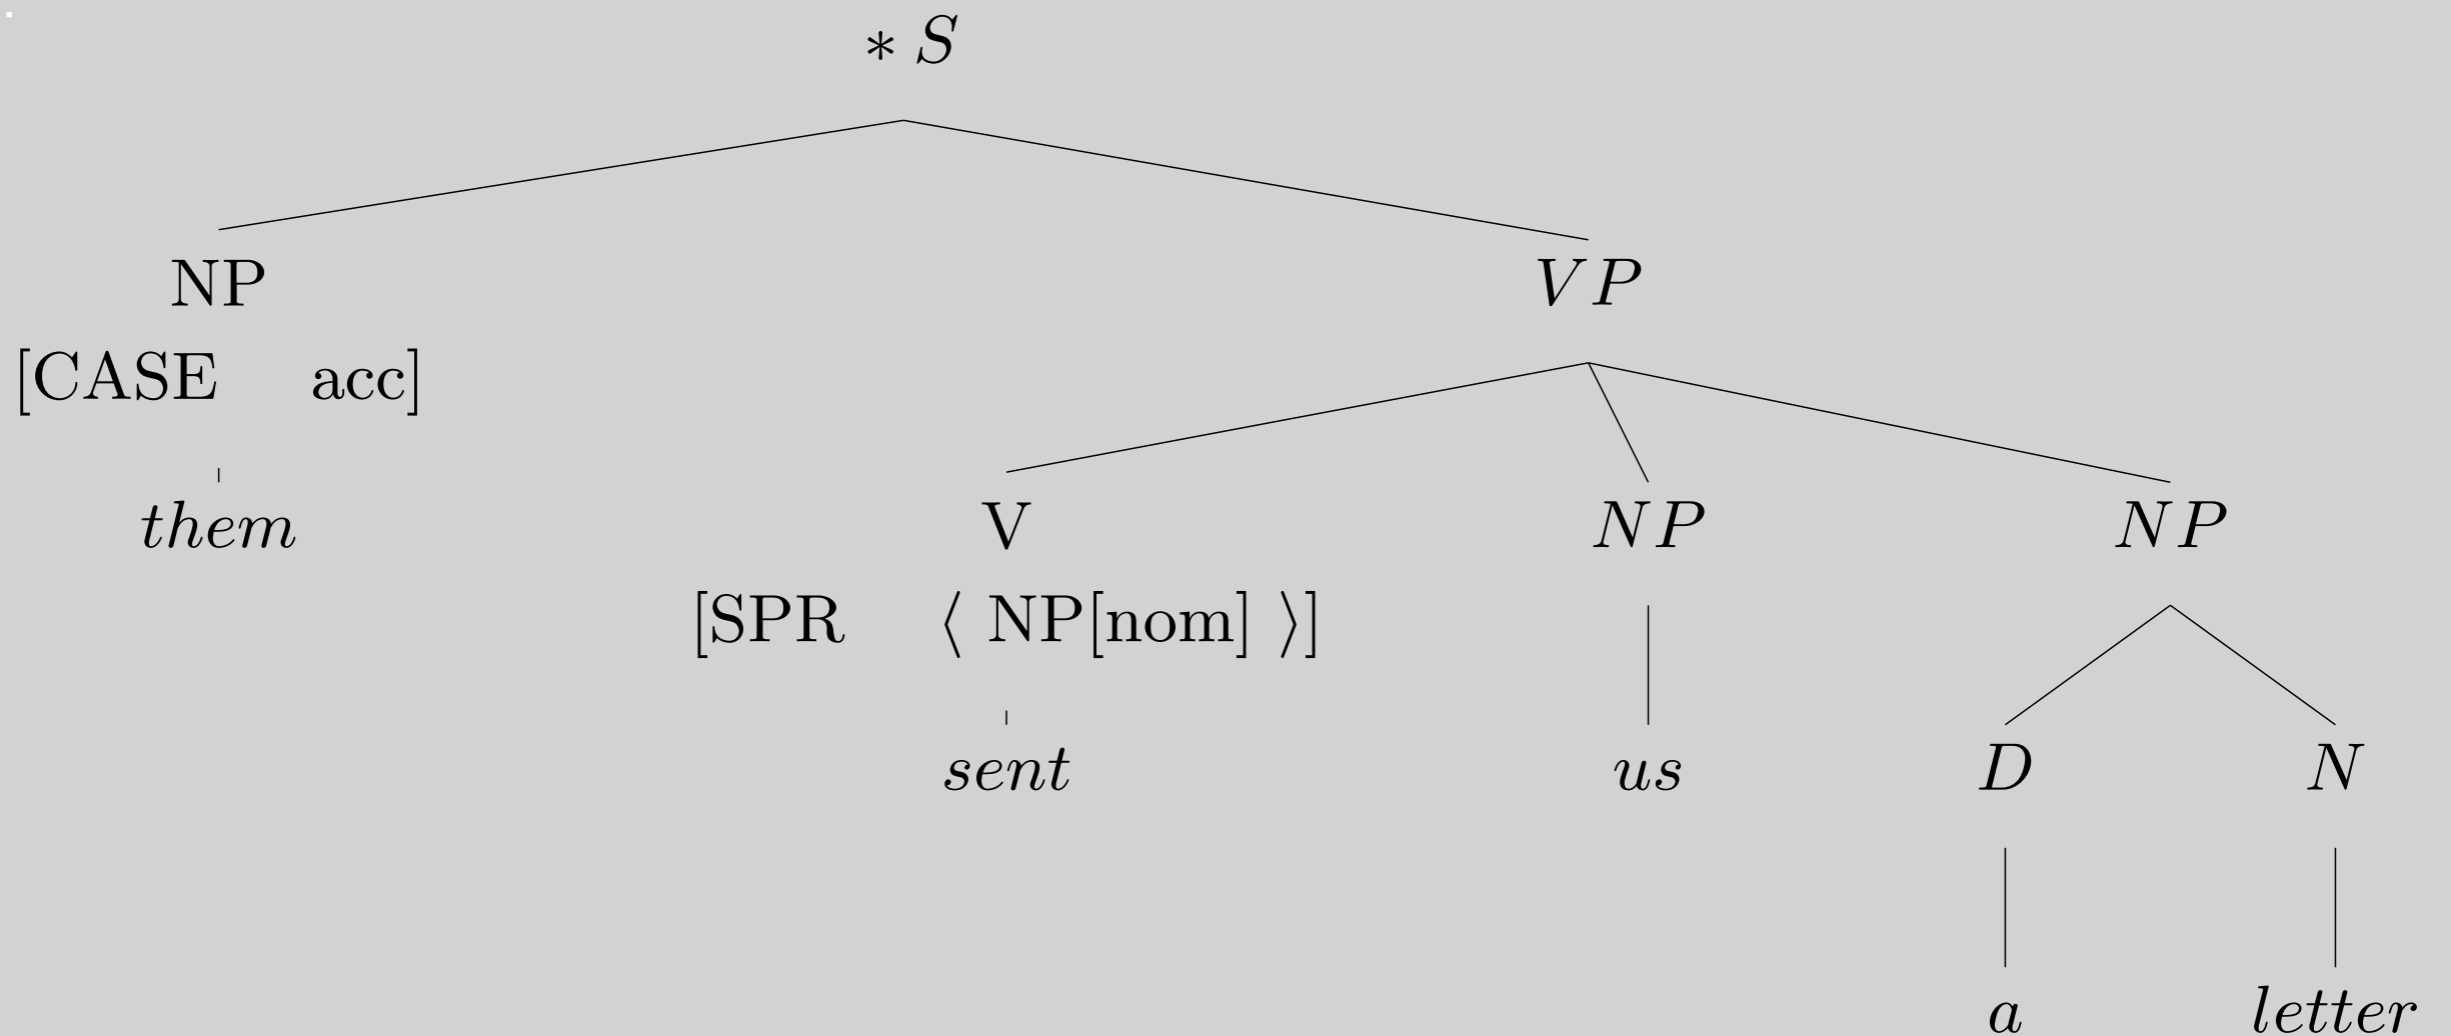 * S
NP VP
[CASE acc]
them V NP NP
[SPR ⟨ NP[nom] ⟩]
sent us D N
a letter